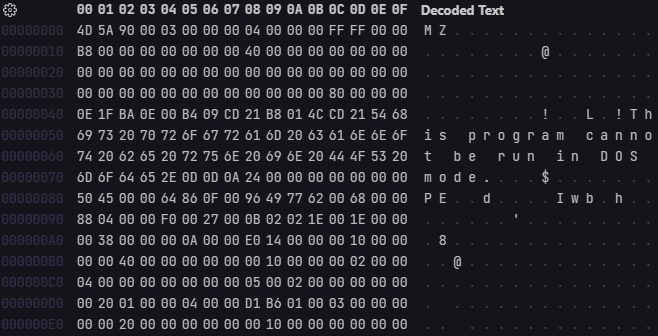 00 01 02 03 04 05 06 07 08 09 0A 0B 0C 0D 0E 0F Decoded Text
00000000 4D 5A 90 00 03 00 00 00 04 00 00 00 FF FF 00 00 M Z . . . . . . . . . . . . . .
00000010 B8 00 00 00 00 00 00 00 40 00 00 00 00 00 00 00 . . . . . . . . @ . . . . . . .
00000020 00 00 00 00 00 00 00 00 00 00 00 00 00 00 00 00 . . . . . . . . . . . . . . . .
00000030 00 00 00 00 00 00 00 00 00 00 00 00 80 00 00 00 . . . . . . . . . . . . . . . .
00000040 0E 1F BA 0E 00 B4 09 CD 21 B8 01 4C CD 21 54 68 . . . . . . . . ! . . L . ! T h
00000050 69 73 20 70 72 6F 67 72 61 6D 20 63 61 6E 6E 6F i s p r o g r a m c a n n o
00000060 74 20 62 65 20 72 75 6E 20 69 6E 20 44 4F 53 20 t b e r u n i n D O S
00000070 6D 6F 64 65 2E 0D 0D 0A 24 00 00 00 00 00 00 00 m o d e . . . . $ . . . . . . .
00000080 50 45 00 00 64 86 0F 00 96 49 77 62 00 68 00 00 P E . . d . . . . I w b . h . .
00000090 88 04 00 00 F0 00 27 00 0B 02 02 1E 00 1E 00 00 . . . . . . ' . . . . . . . . .
000000A0 00 38 00 00 00 0A 00 00 E0 14 00 00 00 10 00 00 . 8 . . . . . . . . . . . . . .
000000B0 00 00 40 00 00 00 00 00 00 10 00 00 00 02 00 00 . . @ . . . . . . . . . . . . .
000000C0 04 00 00 00 00 00 00 00 05 00 02 00 00 00 00 00 . . . . . . . . . . . . . . . .
000000D0 00 20 01 00 00 04 00 00 D1 B6 01 00 03 00 00 00 . . . . . . . . . . . . . . .
000000E0 00 00 20 00 00 00 00 00 00 10 00 00 00 00 00 00 . . . . . . . . . . . . . . .